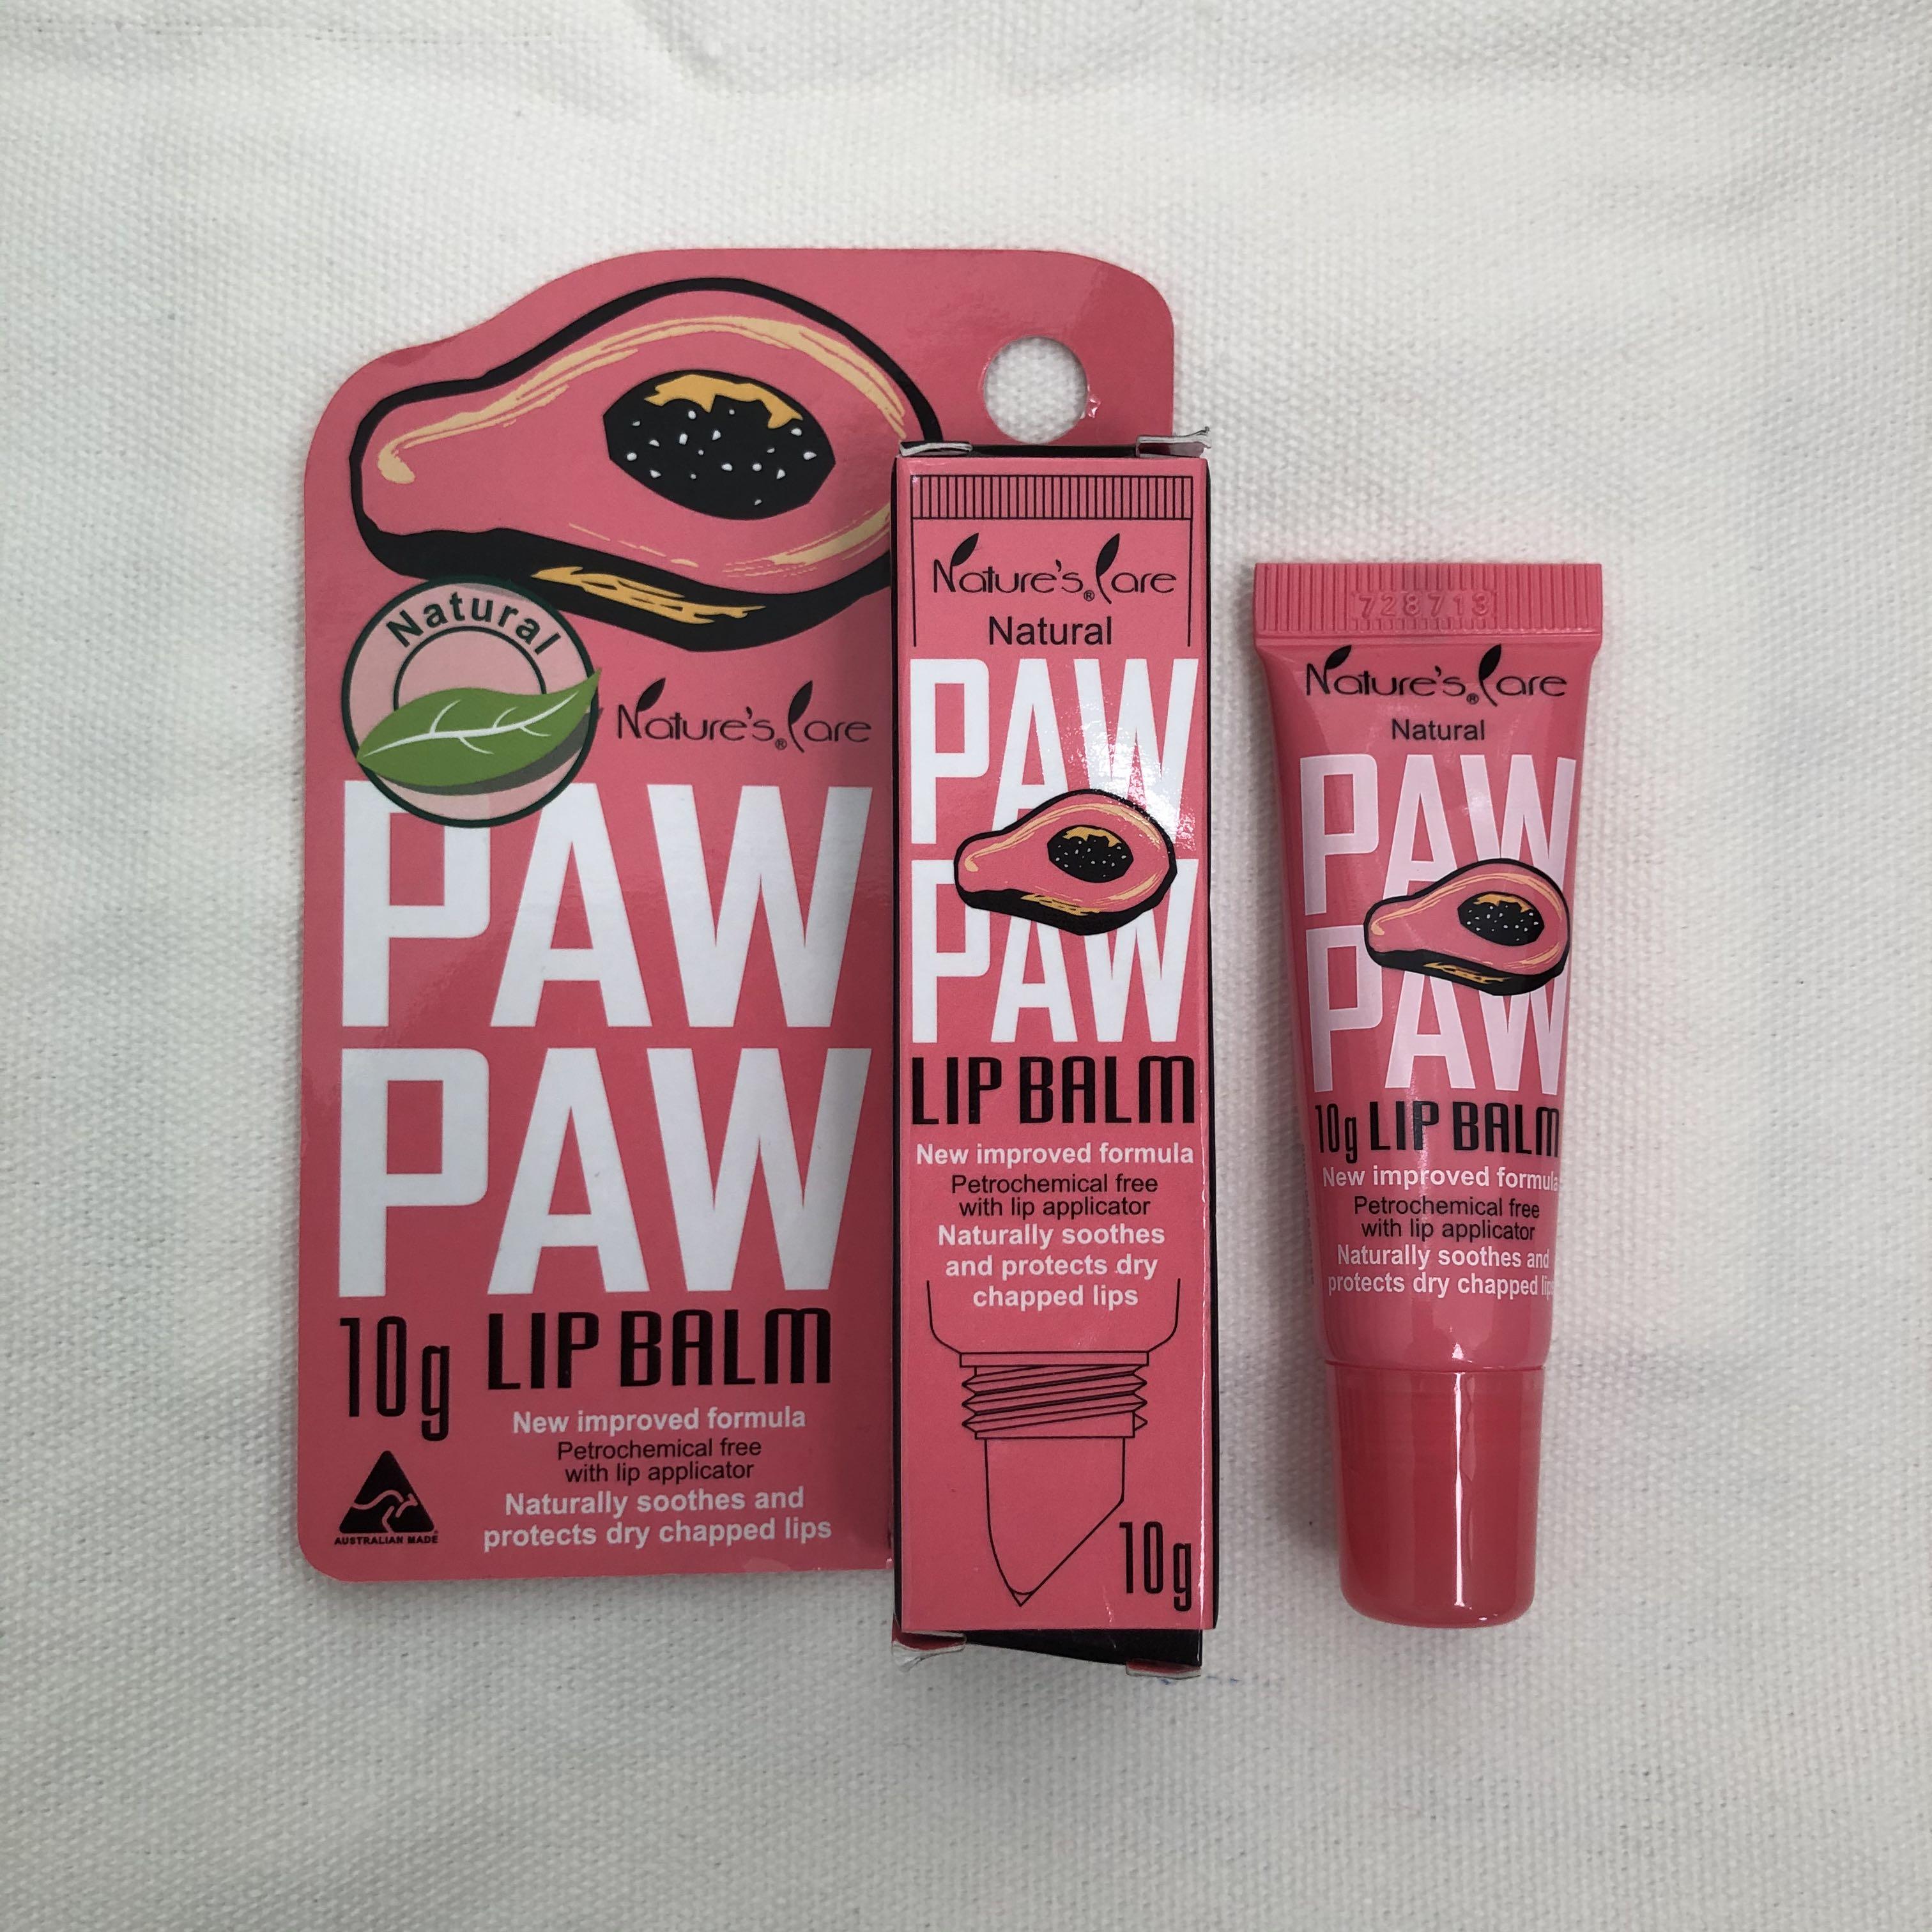 Natural
Nature's Care
PAW
PAW
10g LIP BALM
New improved formula
Petrochemical free
with lip applicator
Naturally soothes and
protects dry chapped lips
AUSTRALIAN MADE
Nature's Care
Natural
PAW
PAW
LIP BALM
New improved formula
Petrochemical free
with lip applicator
Naturally soothes
and protects dry
chapped lips
10g
728713
Nature's Care
Natural
PAW
PAW
10g LIP BALM
New improved formula
Petrochemical free
with lip applicator
Naturally soothes and
protects dry chapped lips